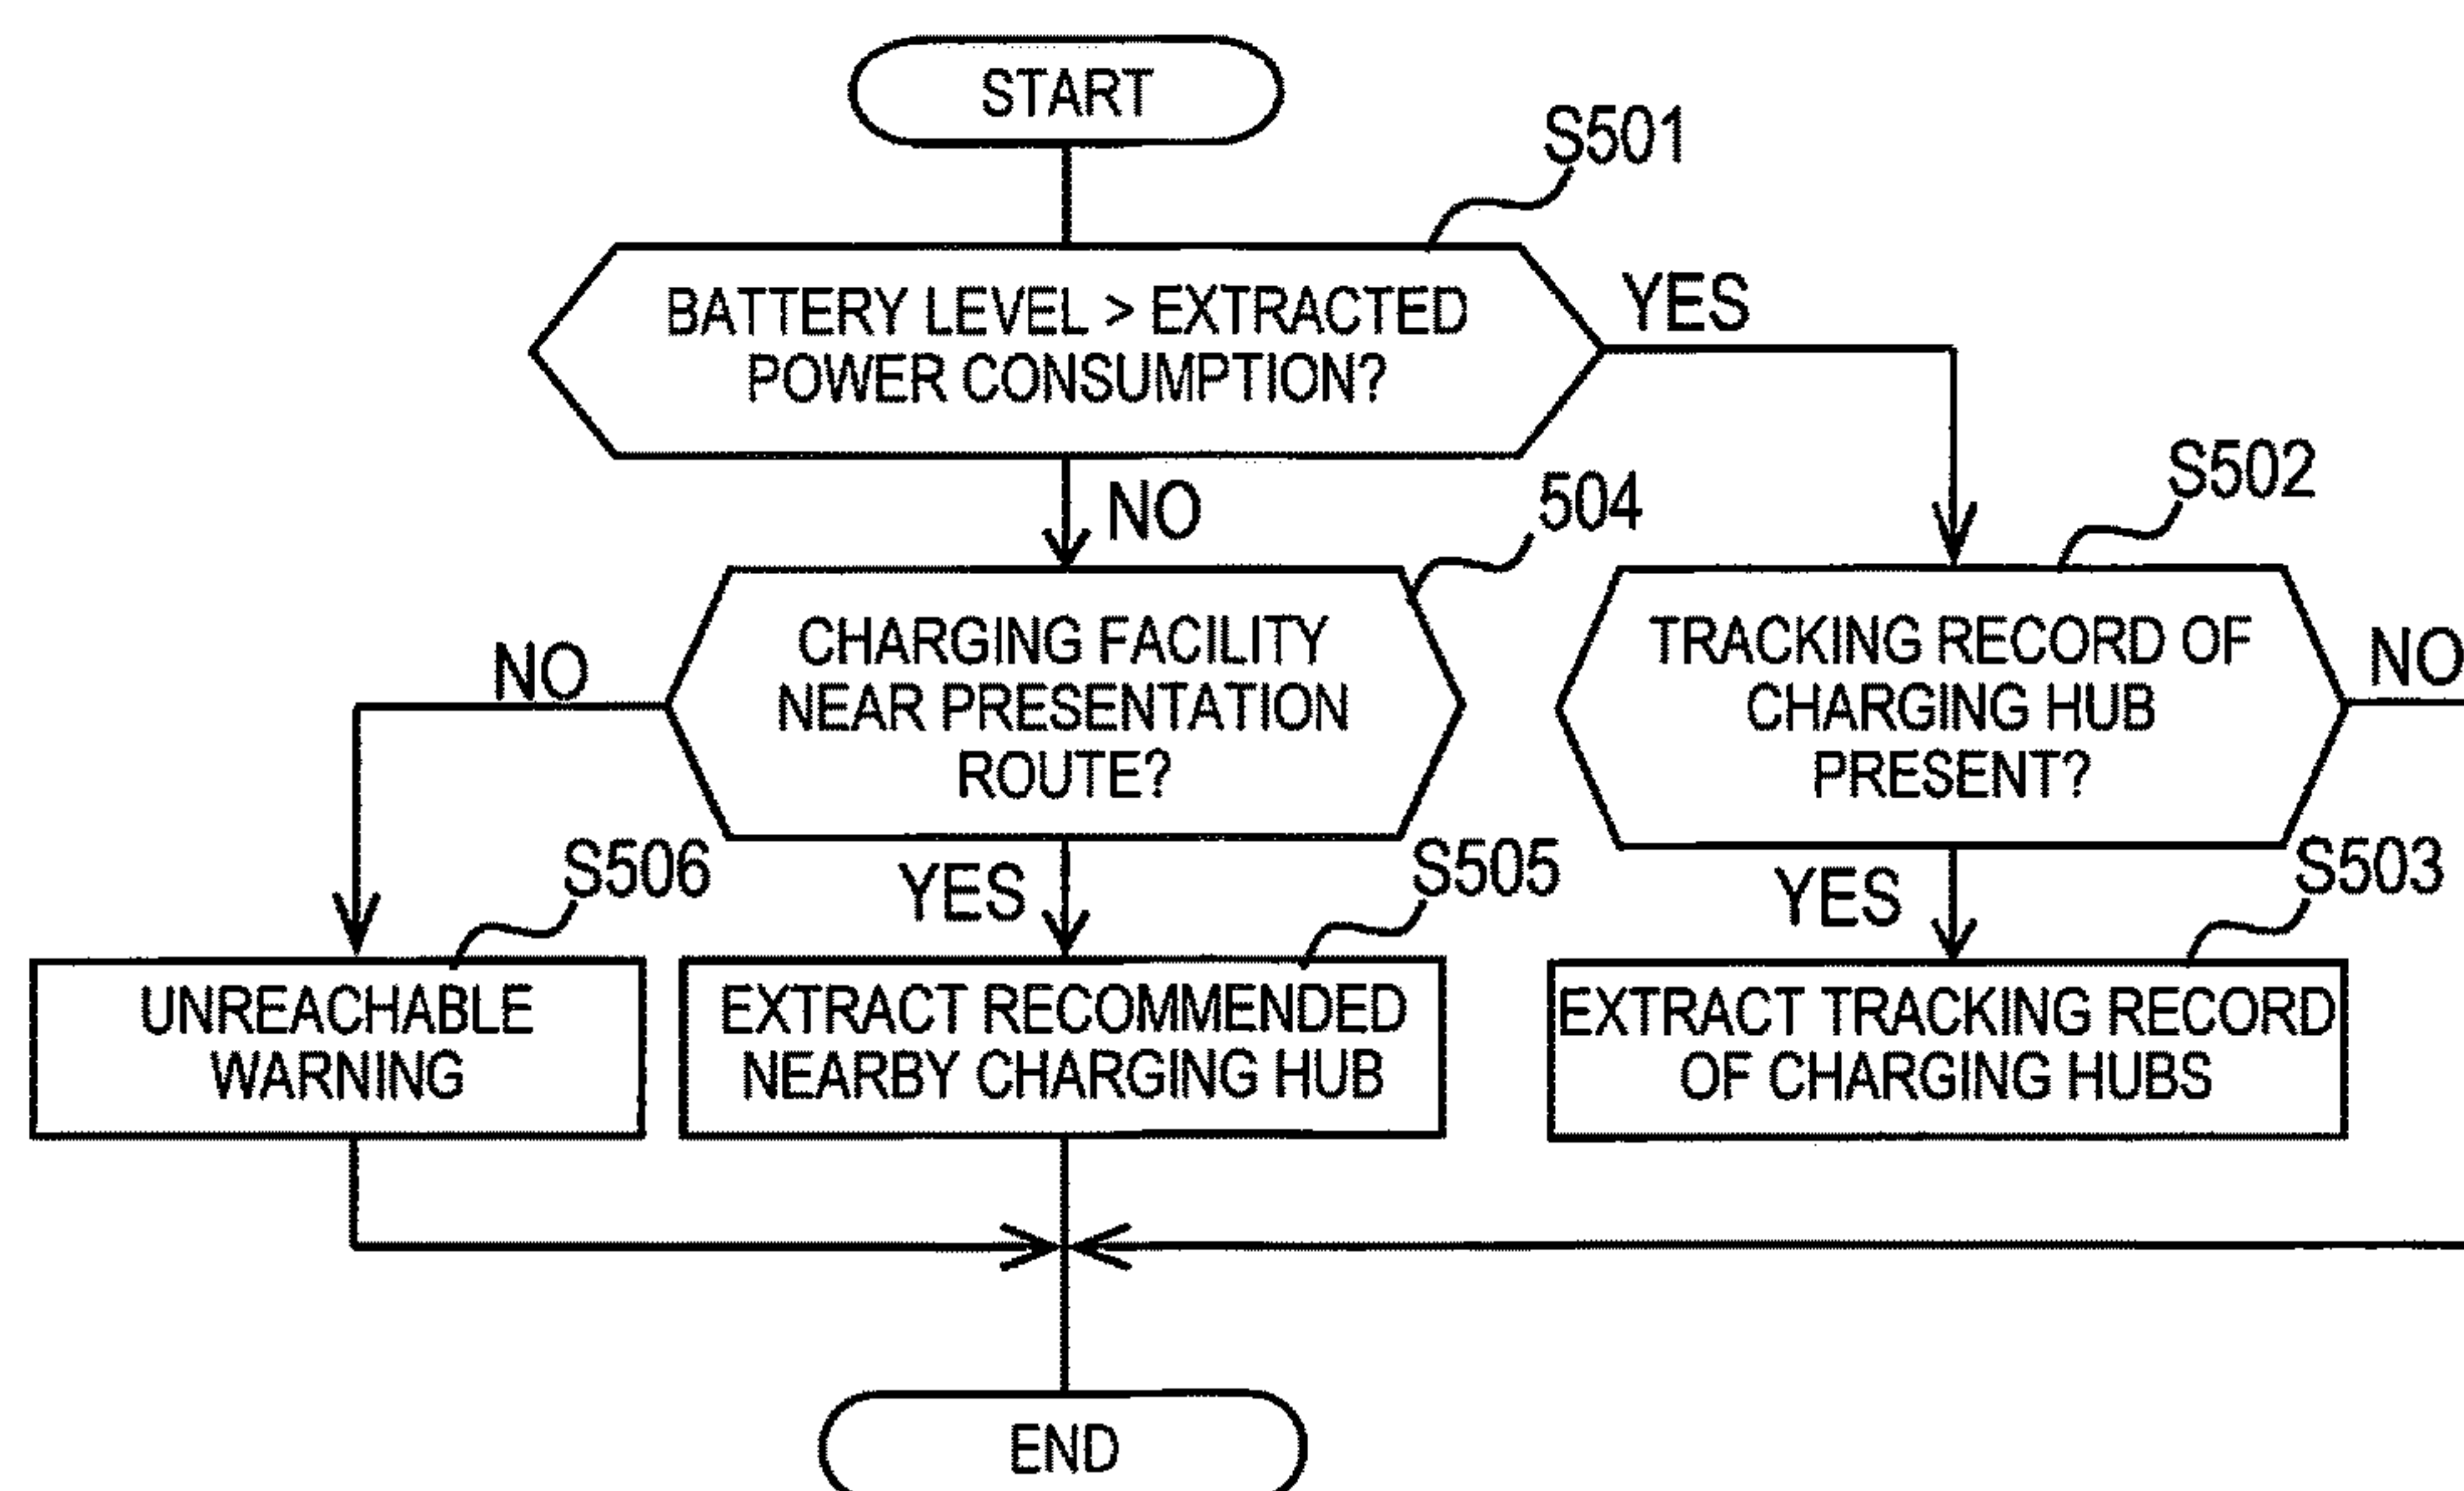 START
S501
BATTERY LEVEL > EXTRACTED
POWER CONSUMPTION?
YES
NO
504
S502
CHARGING FACILITY
NEAR PRESENTATION
ROUTE?
NO
TRACKING RECORD OF
CHARGING HUB
PRESENT?
NO
S506
YES
S505
YES
S503
UNREACHABLE
WARNING
EXTRACT RECOMMENDED
NEARBY CHARGING HUB
EXTRACT TRACKING RECORD
OF CHARGING HUBS
END